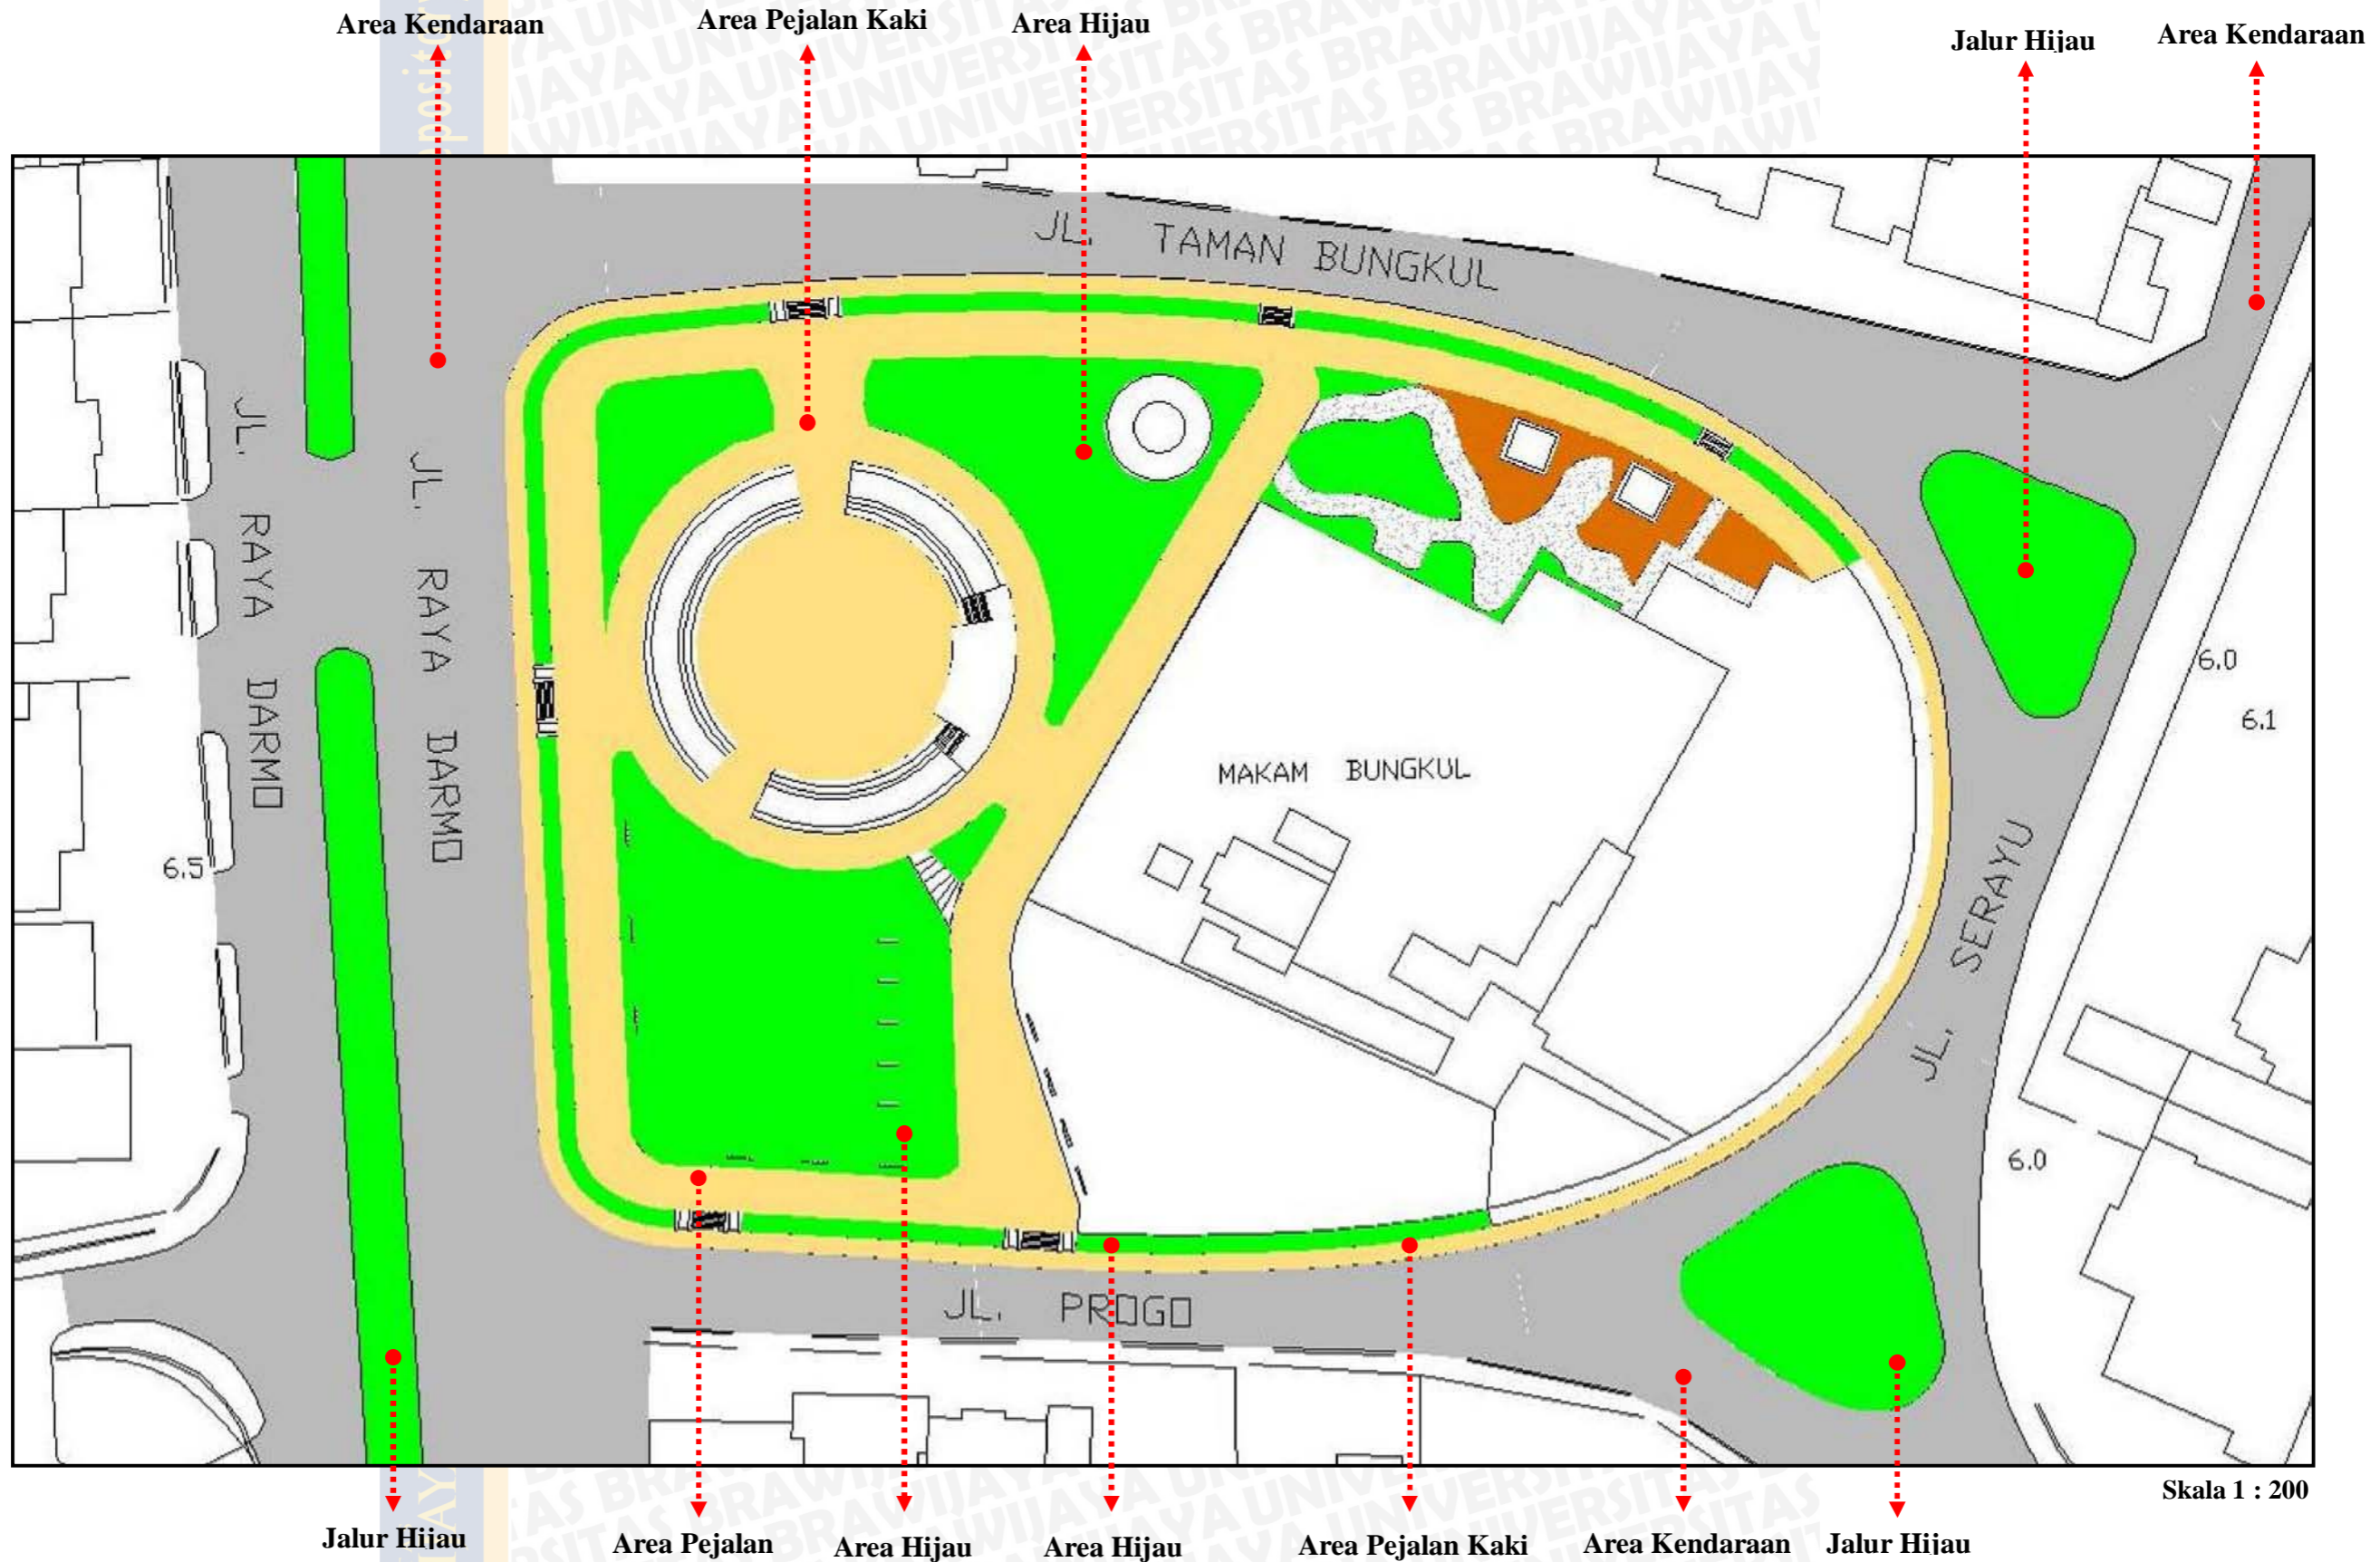 Area Kendaraan
Area Pejalan Kaki
Area Hijau
Jalur Hijau
Area Kendaraan
JL. TAMAN BUNGKUL
JL. RAYA DARMO
JL. RAYA DARMO
6.0
6.1
MAKAM BUNGKUL
6.5
JL. SERAYU
6.0
JL. PROGO
Skala 1 : 200
Jalur Hijau
Area Pejalan
Area Hijau
Area Hijau
Area Pejalan Kaki
Area Kendaraan
Jalur Hijau